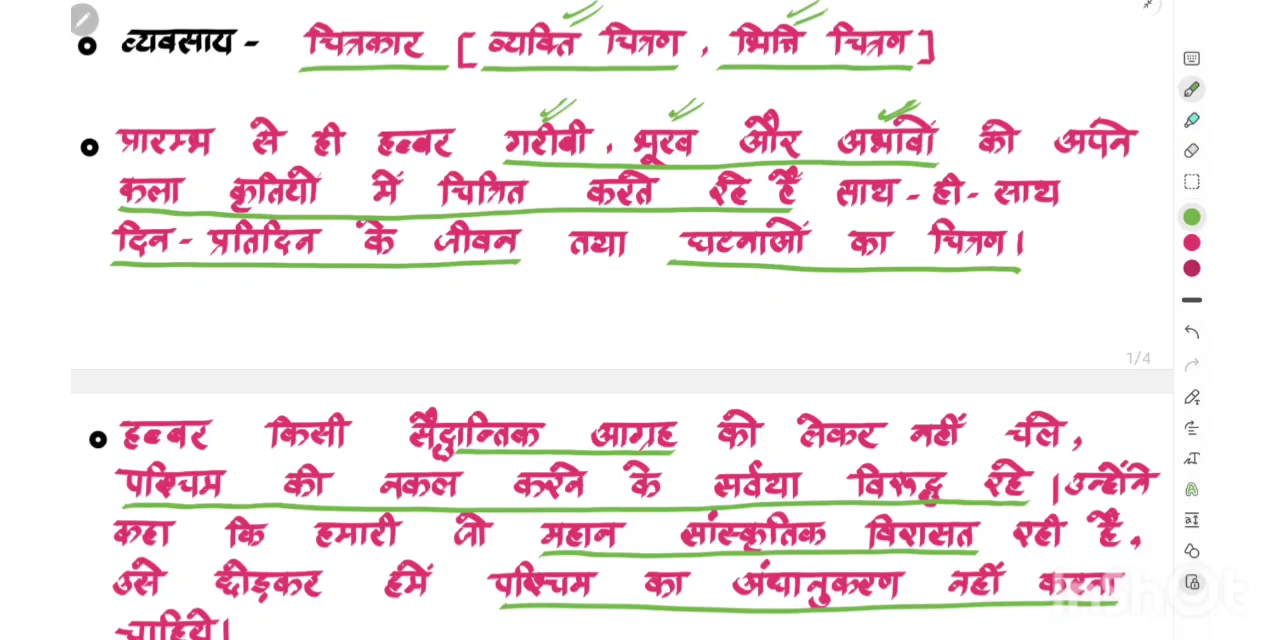 व्यावसाय - चित्रकार [ व्यक्ति चित्रण , भित्ति चित्रण ]
प्रारम्भ से ही हब्बर गरीबी , भूख और अभावों को अपने
कला कृतियों में चित्रित करते रहे हैं साथ - ही - साथ
दिन - प्रतिदिन के जीवन तथा घटनाओं का चित्रण।
1/4
हब्बर किसी सैद्धान्तिक आग्रह को लेकर नहीं चले ,
पश्चिम की नकल करने के सर्वथा विरूद्ध रहे । उन्होंने
कहा कि हमारी जो महान सांस्कृतिक विरासत रही है ,
उसे छोड़कर हमें पश्चिम का अंधानुकरण नहीं करना
चाहिये।
InShOt